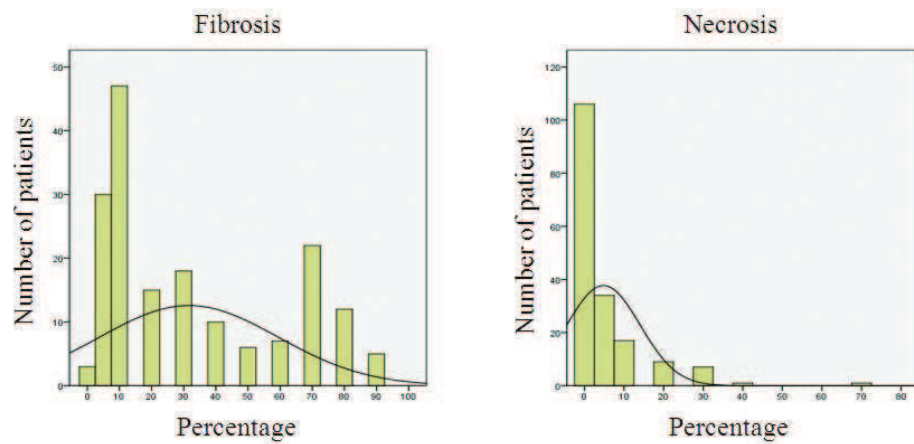 Fibrosis
Number of patients
50
40
30
20
10
0
0 10 20 30 40 50 60 70 80 90 100
Percentage
Necrosis
Number of patients
120
100
80
60
40
20
0
0 10 20 30 40 50 60 70 80
Percentage